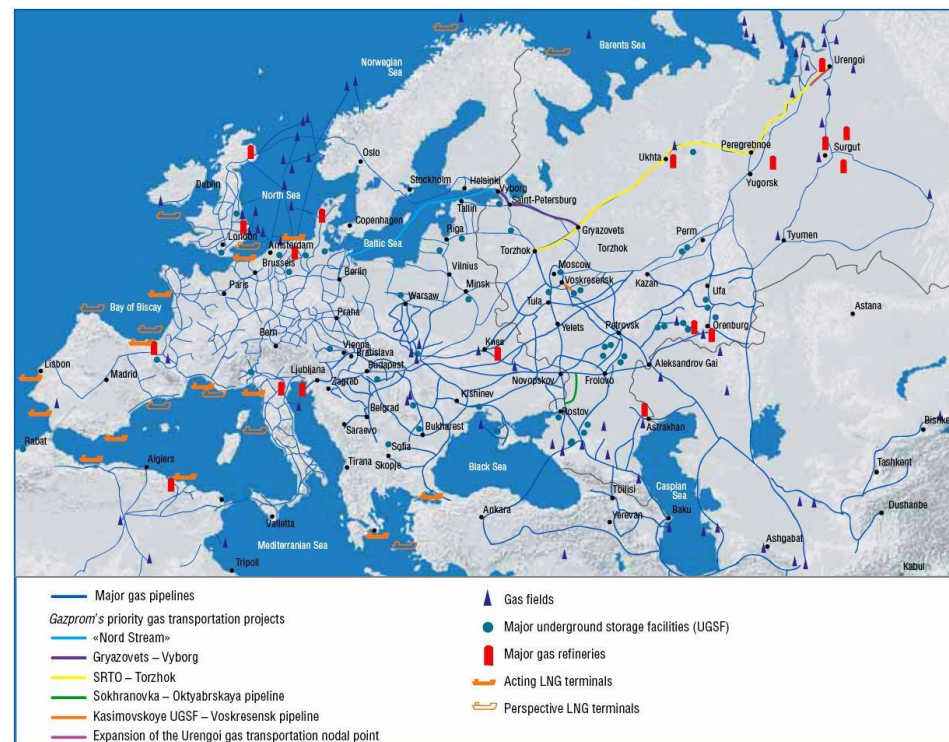 Barents Sea
Norwegian
Sea
Urengoi
Surgut
Peregrebnoe
Ukhta
Yugorsk
Oslo
Stockholm
Helsinki
Vyborg
Saint-Petersburg
Tallin
Gryazovets
Dublin
North Sea
Copenhagen
Baltic Sea
Riga
Torzhok
Torzhok
Perm
Tyumen
London
Amsterdam
Brussels
Berlin
Vilnius
Minsk
Moscow
Voskresensk
Kazan
Ufa
Paris
Warsaw
Tula
Astana
Bay of Biscay
Praha
Yelets
Petrovsk
Orenburg
Bern
Vienna
Bratislava
Budapest
Aleksandrov Gai
Lisbon
Madrid
Ljubljana
Zagreb
Novopskov
Frolovo
Kishinev
Belgrad
Rostov
Astrakhan
Saraevo
Bukharest
Bishke
Rabat
Sofia
Skopje
Algiers
Tirana
Black Sea
Caspian
Sea
Tashkent
Tbilisi
Dushanbe
Valletta
Ankara
Yerevan
Baku
Mediterranean Sea
Ashgabat
Tripoli
Kabul
Major gas pipelines
Gazprom's priority gas transportation projects
«Nord Stream»
Gryazovets – Vyborg
SRTO – Torzhok
Sokhranovka – Oktyabrskaya pipeline
Kasimovskoye UGSF – Voskresensk pipeline
Expansion of the Urengoi gas transportation nodal point
Gas fields
Major underground storage facilities (UGSF)
Major gas refineries
Acting LNG terminals
Perspective LNG terminals